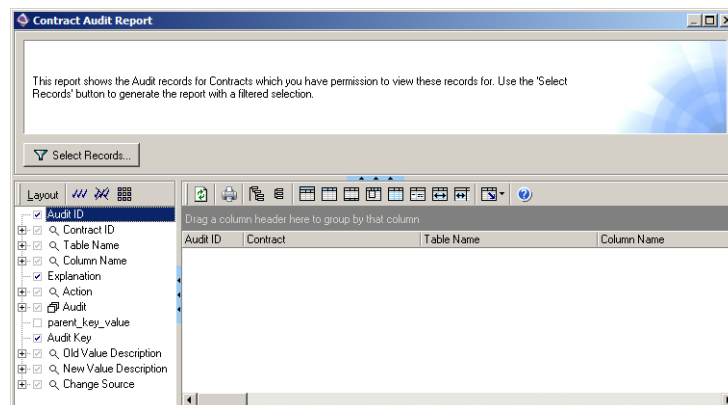 Contract Audit Report
This report shows the Audit records for Contracts which you have permission to view these records for. Use the 'Select
Records' button to generate the report with a filtered selection.
Select Records...
Layout
Drag a column header here to group by that column
Audit ID Contract Table Name Column Name
Audit ID
Contract ID
Table Name
Column Name
Explanation
Action
Audit
parent_key_value
Audit Key
Old Value Description
New Value Description
Change Source